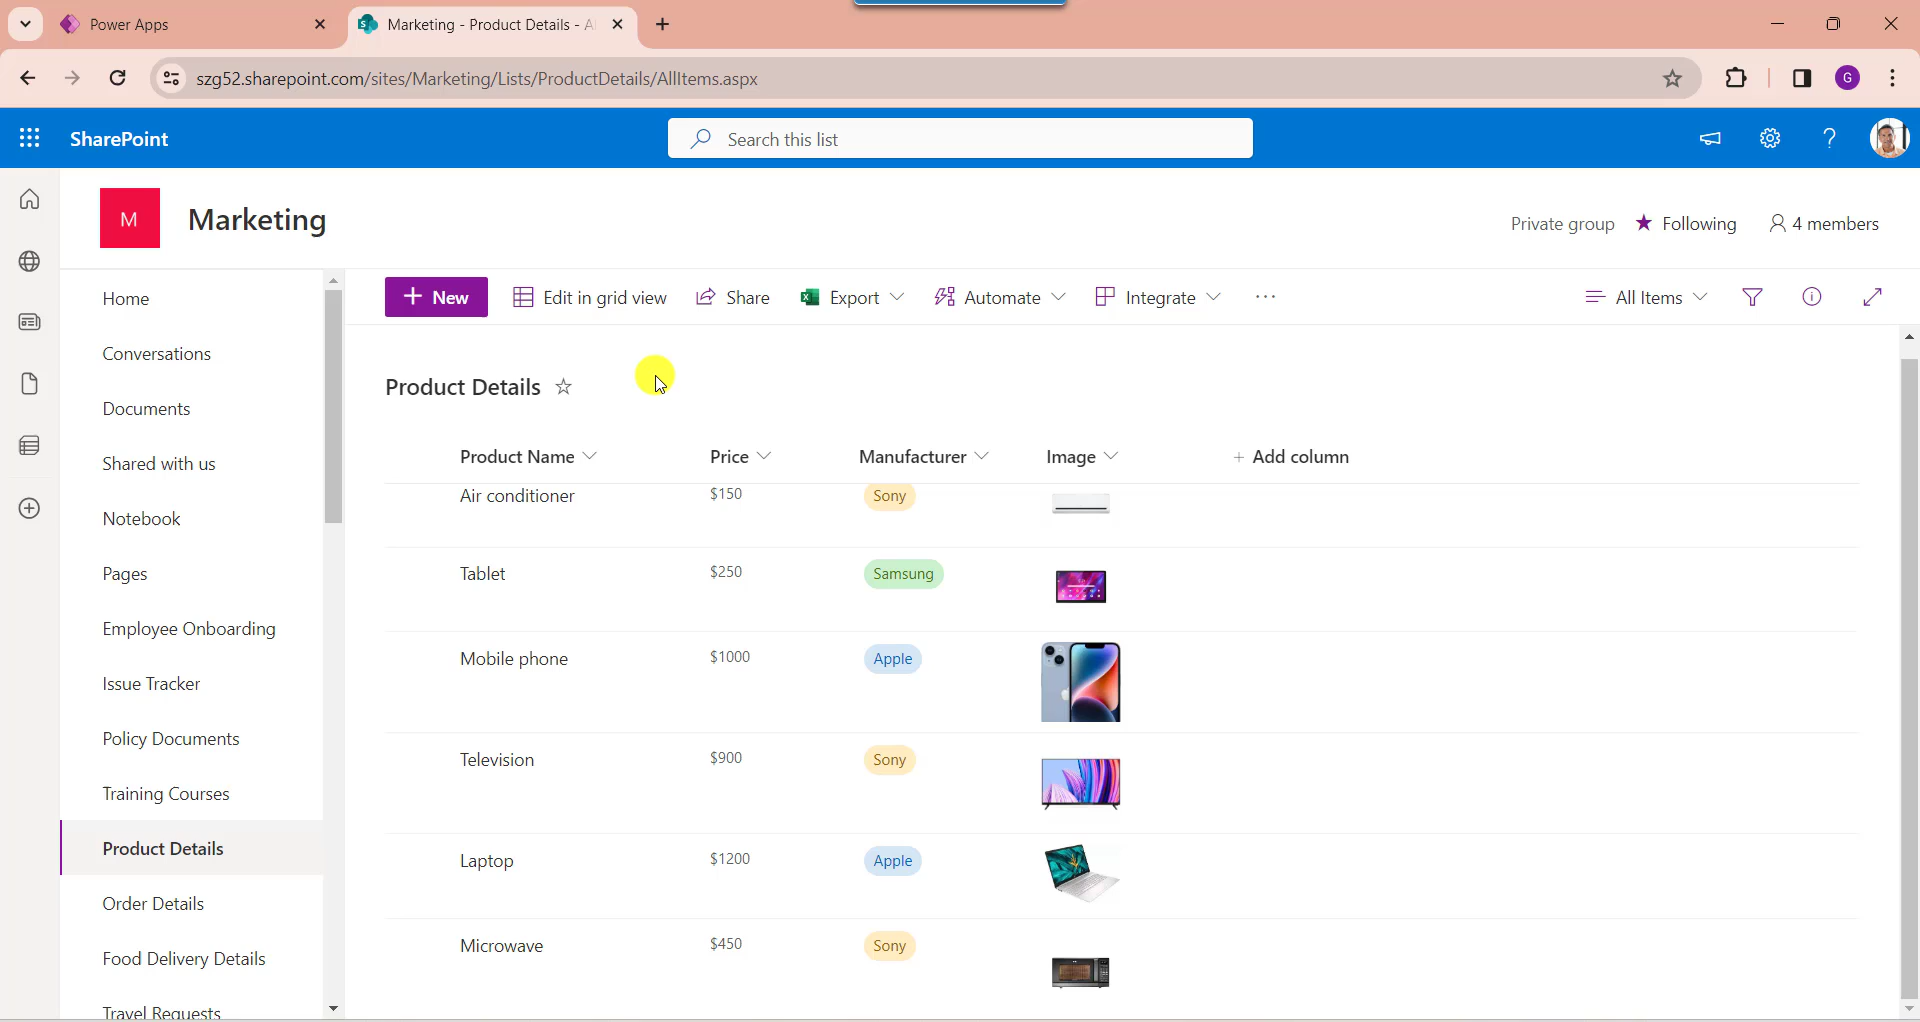 Power Apps
Marketing - Product Details - Al
szg52.sharepoint.com/sites/Marketing/Lists/ProductDetails/AllItems.aspx
G
SharePoint
Search this list
M
Marketing
Private group
Following
4 members
Home
Conversations
Documents
Shared with us
Notebook
Pages
Employee Onboarding
Issue Tracker
Policy Documents
Training Courses
Product Details
Order Details
Food Delivery Details
Travel Requests
+ New
Edit in grid view
Share
Export
Automate
Integrate
...
All Items
Product Details
Product Name
Price
Manufacturer
Image
+ Add column
Air conditioner $150 Sony
Tablet $250 Samsung
Mobile phone $1000 Apple
Television $900 Sony
Laptop $1200 Apple
Microwave $450 Sony